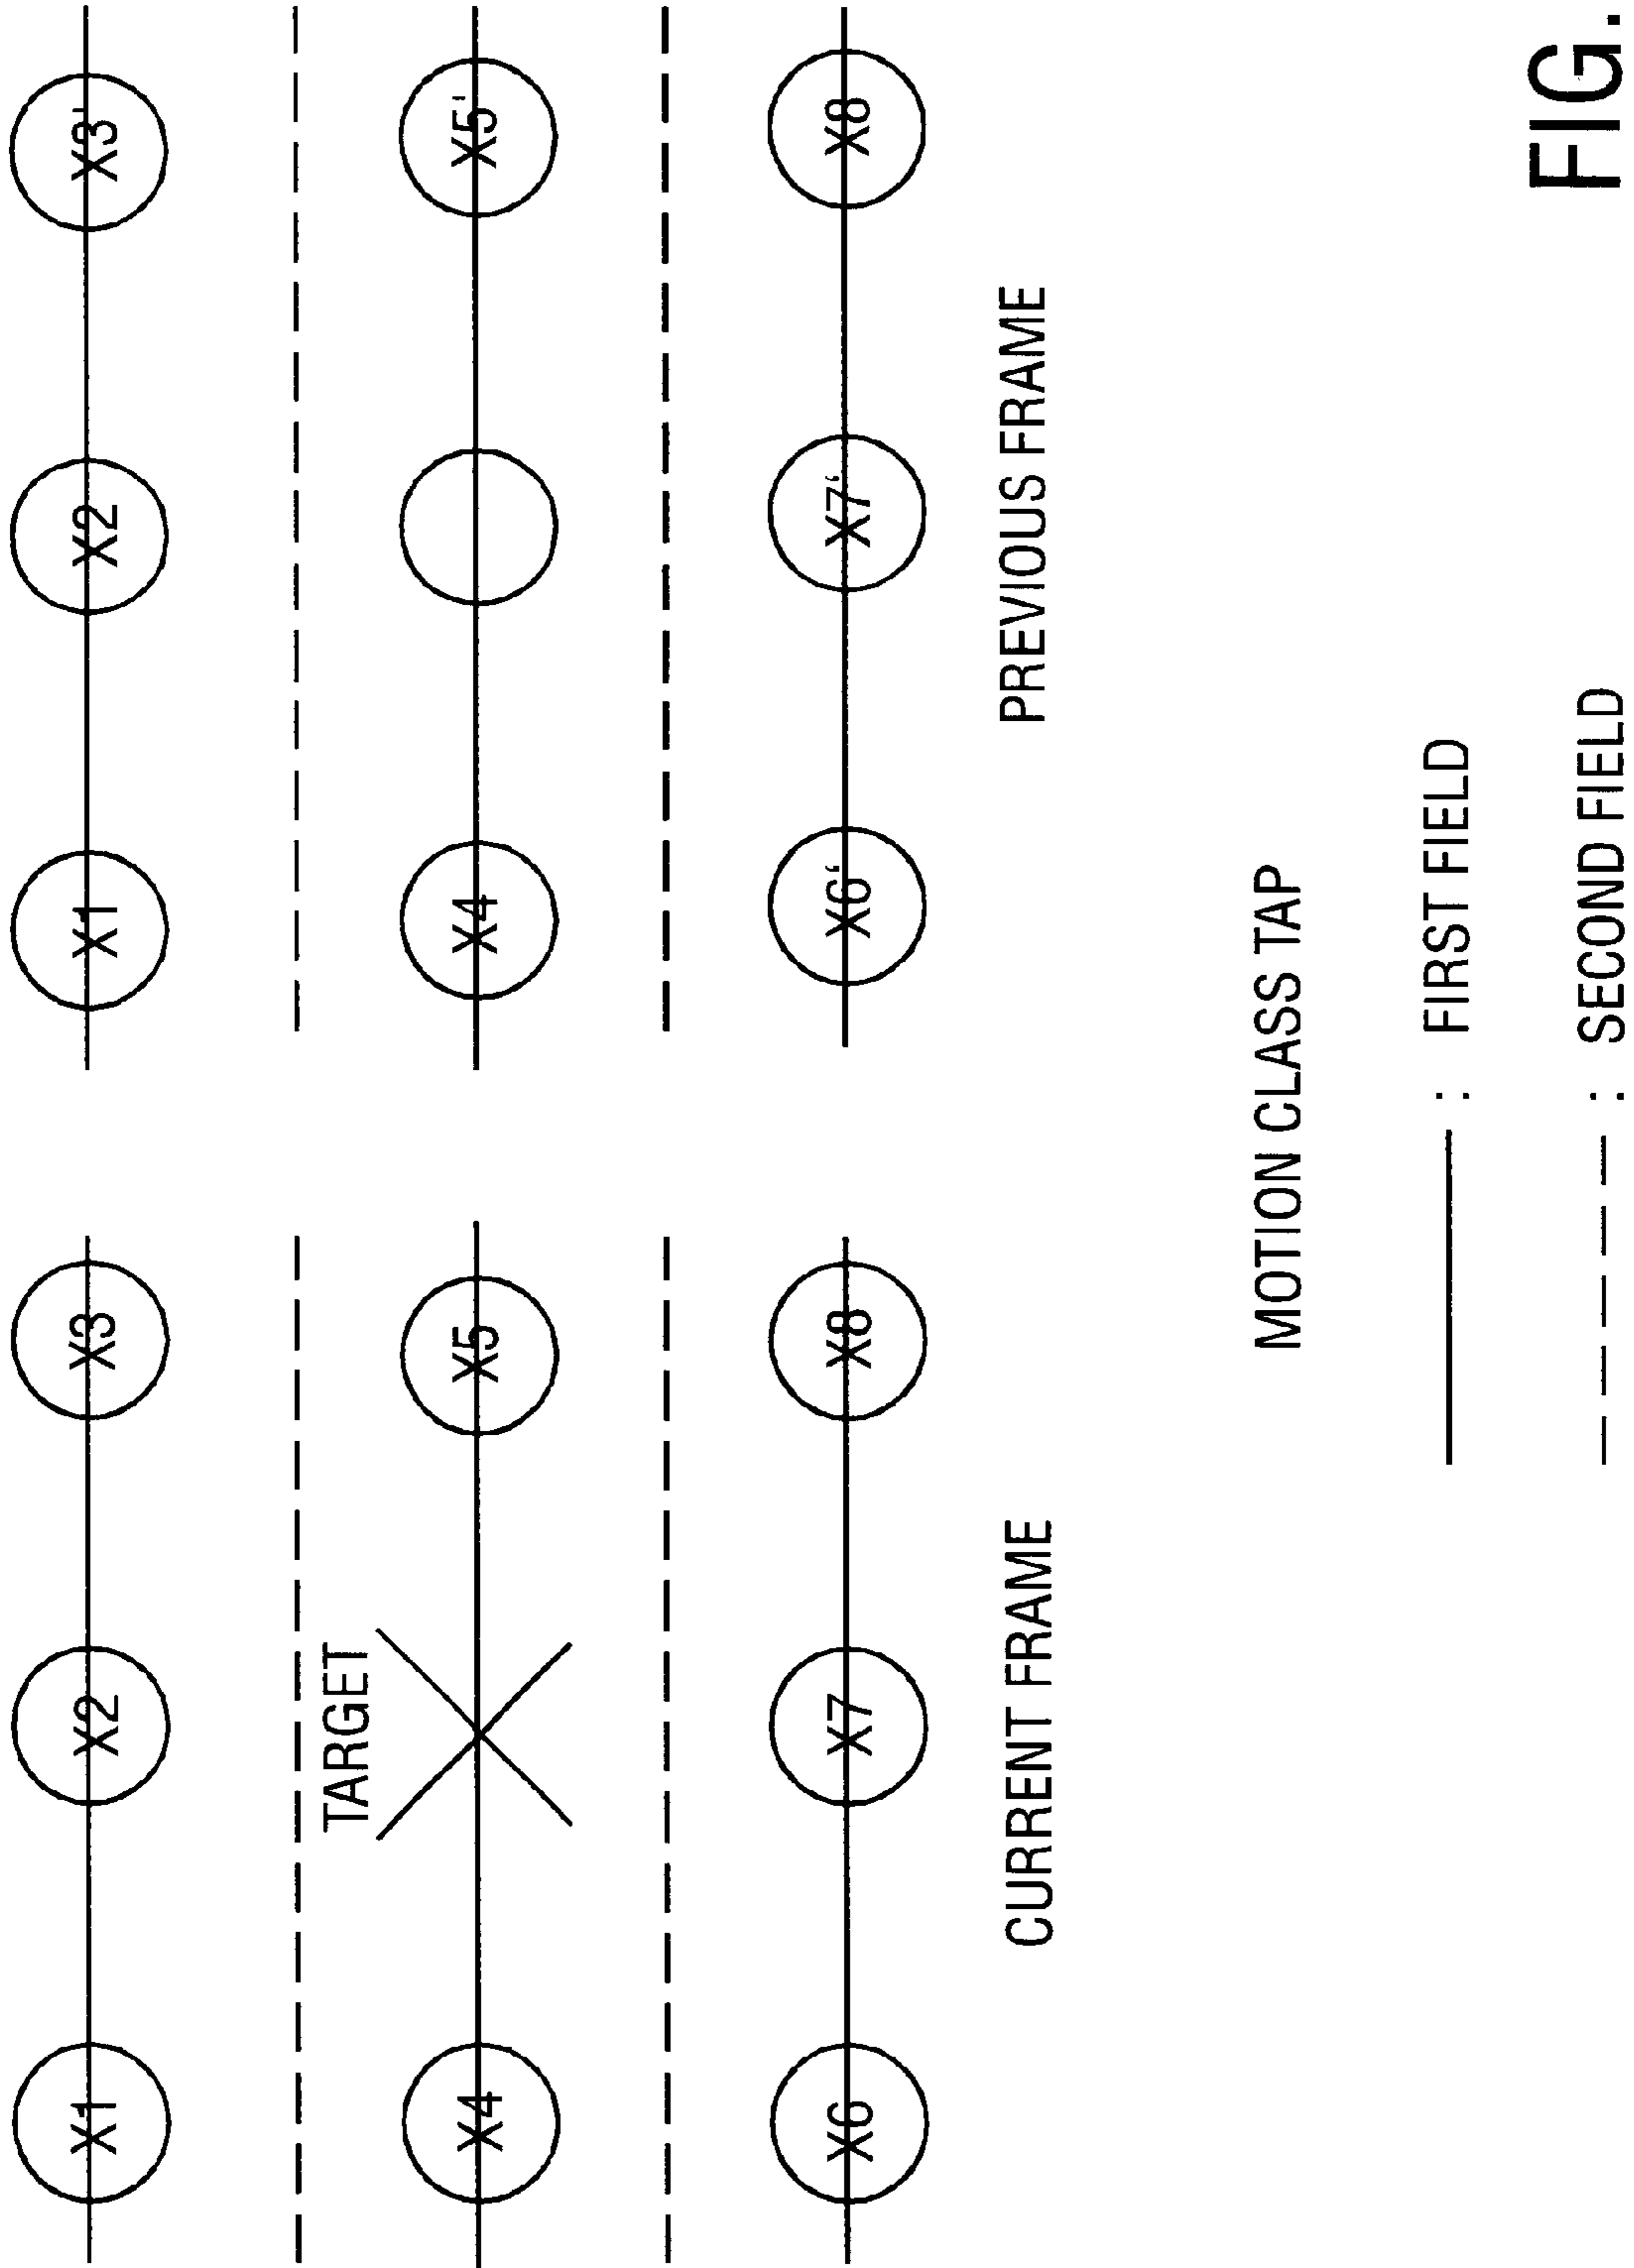 X1 X2 X3 X1 X2 X3'
TARGET
X4 X5 X4 X5'
X6 X7 X8 X6' X7' X8
CURRENT FRAME PREVIOUS FRAME
MOTION CLASS TAP
: FIRST FIELD
: SECOND FIELD
FIG.